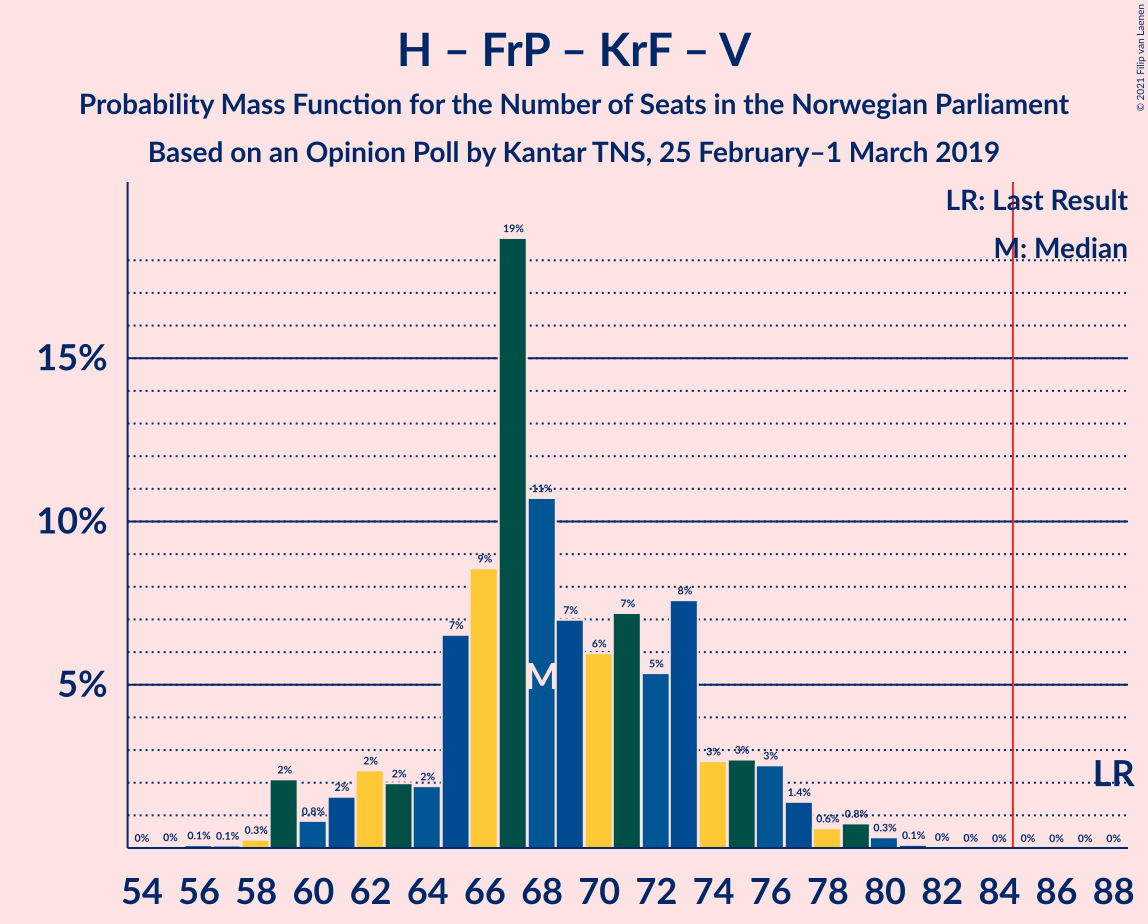 H – FrP – KrF – V
Probability Mass Function for the Number of Seats in the Norwegian Parliament
Based on an Opinion Poll by Kantar TNS, 25 February–1 March 2019
© 2021 Filip van Laenen
LR: Last Result
M: Median
15%
10%
5%
0% 0% 0.1% 0.1% 0.3% 2% 0.8% 2% 2% 2% 2% 7% 9% 19% 11% 7% 6% 7% 5% 8% 3% 3% 3% 1.4% 0.6% 0.8% 0.3% 0.1% 0% 0% 0% 0% 0% 0% 0%
M
LR
54 56 58 60 62 64 66 68 70 72 74 76 78 80 82 84 86 88